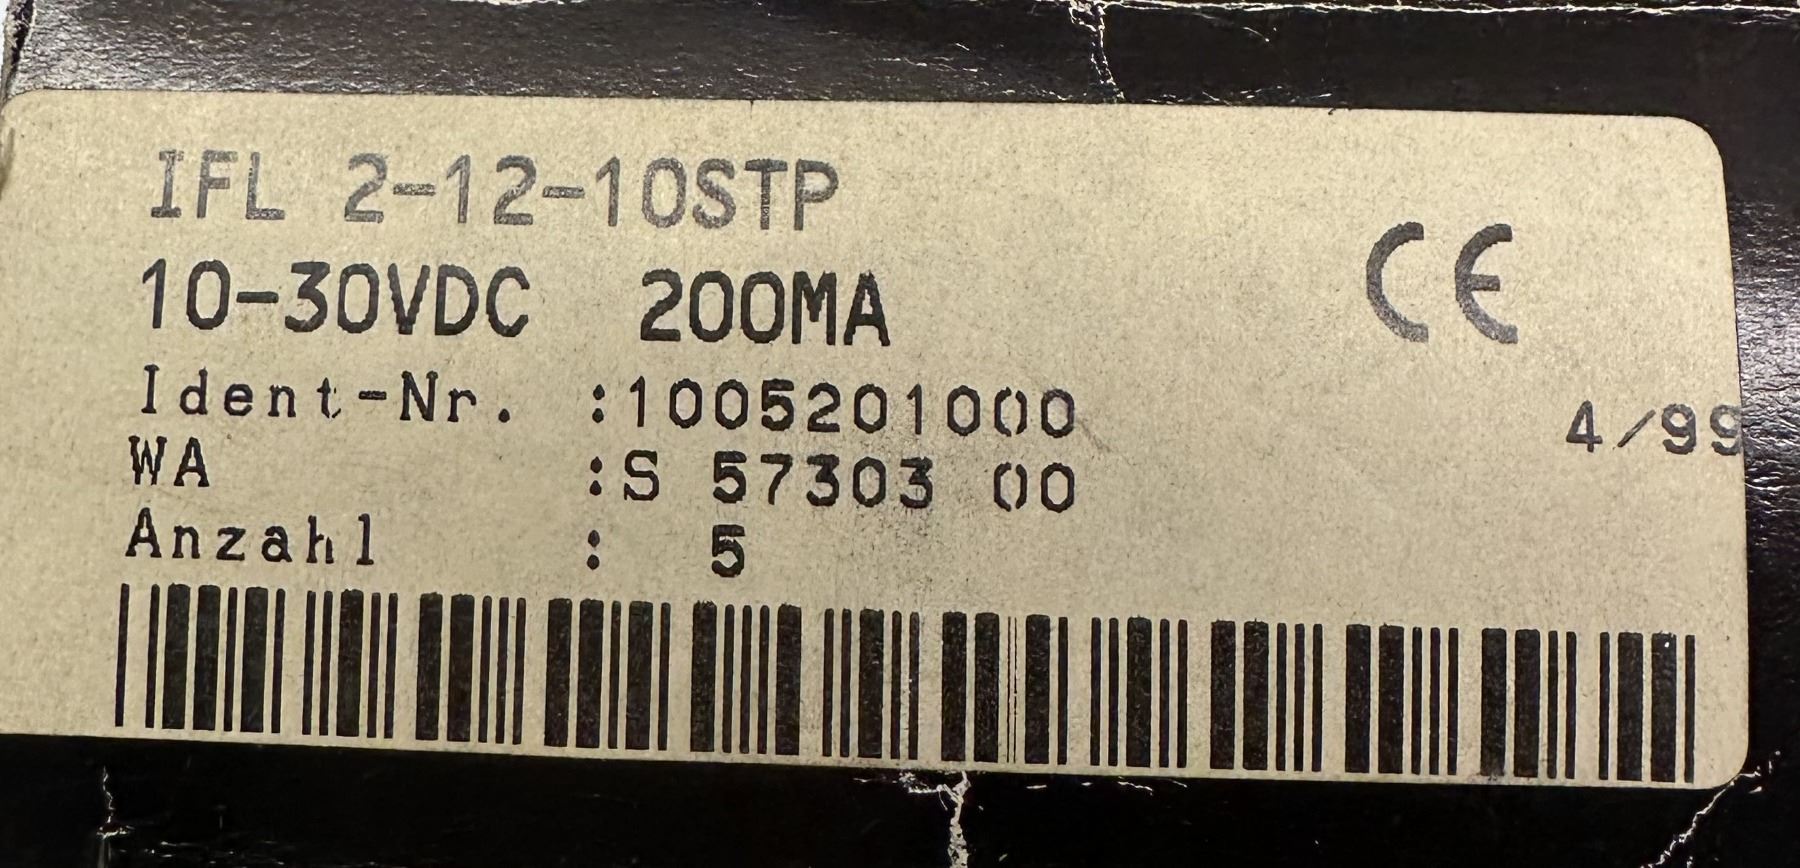 IFL 2-12-10STP
10-30VDC 200MA
CE
Ident-Nr. :1005201000
4/99
WA :S 57303 00
Anzahl : 5